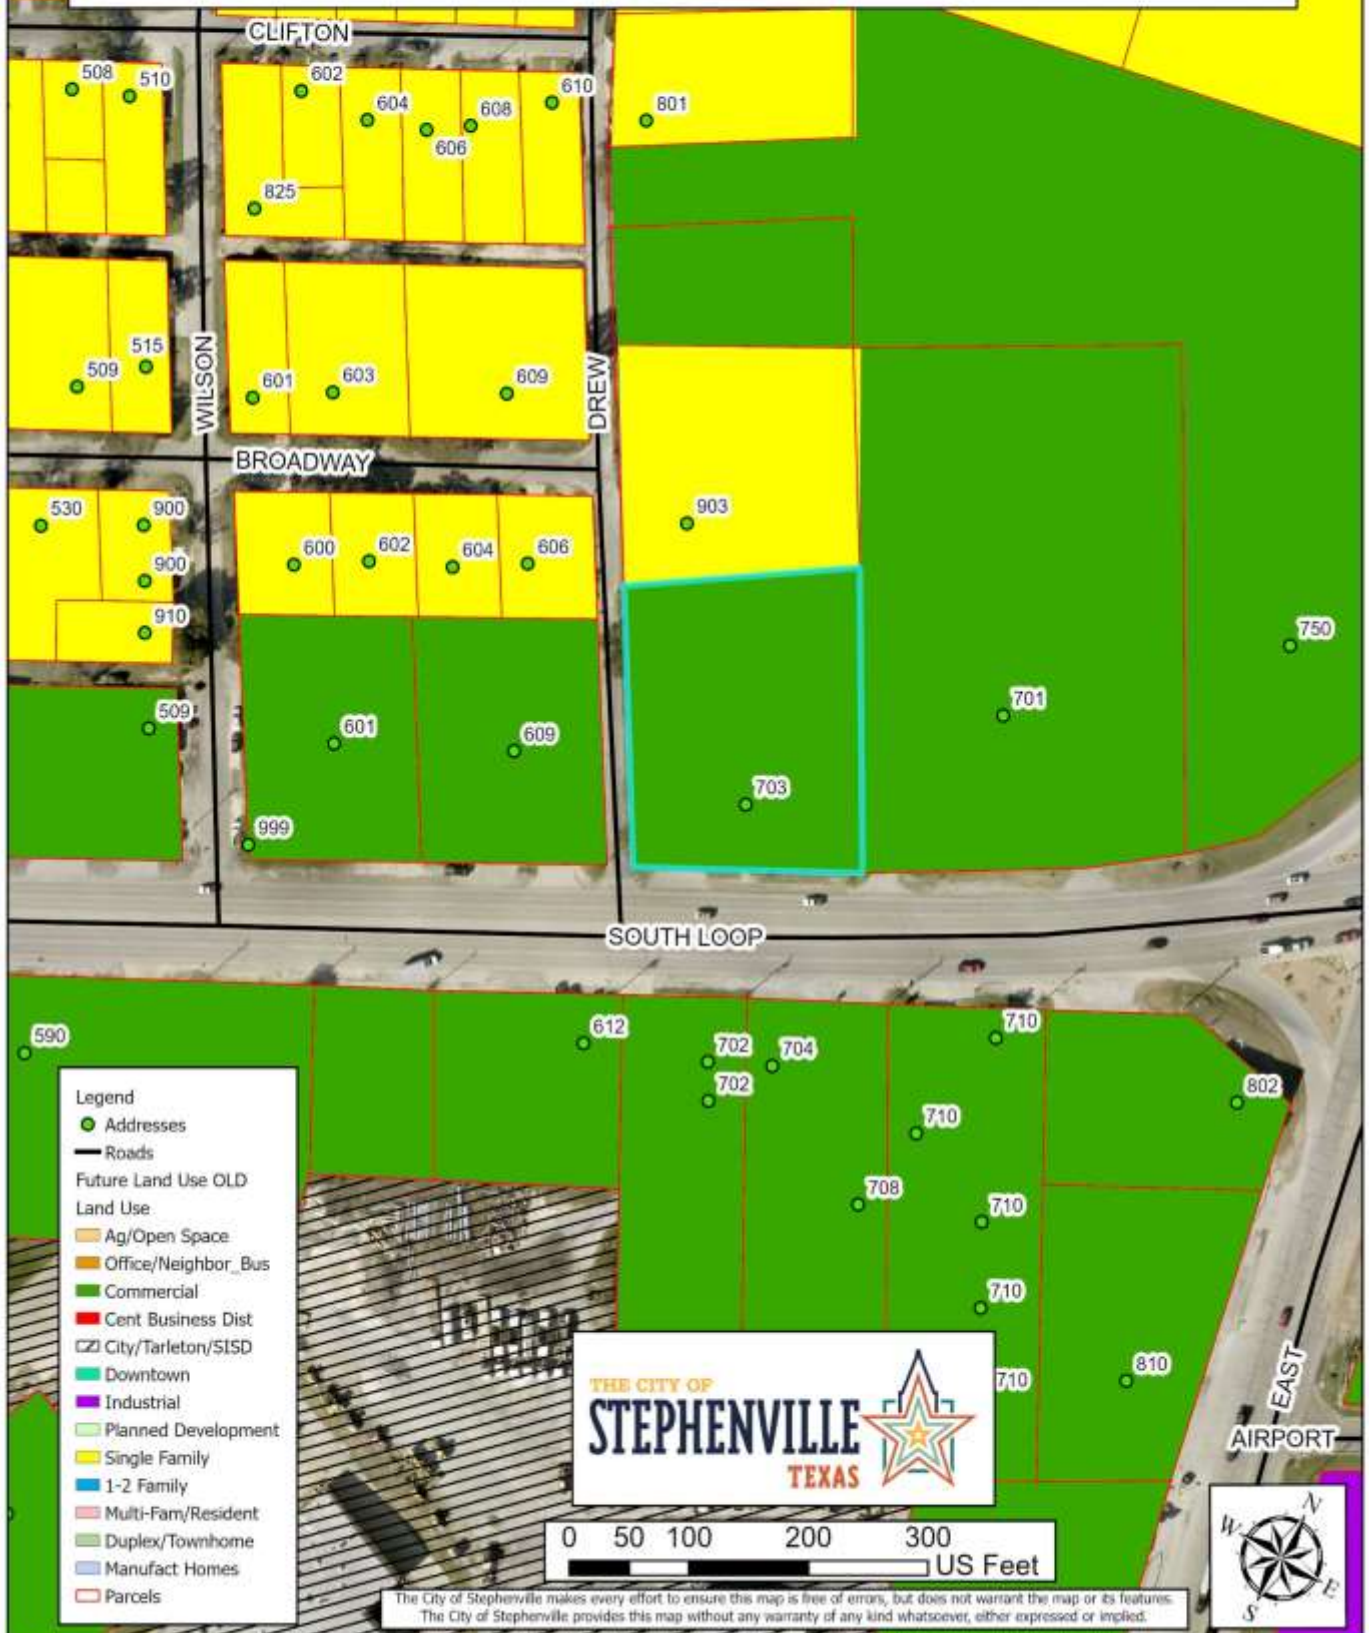 CLIFTON
508
510
602
604
606
608
610
801
825
WILSON
DREW
509
515
601
603
609
BROADWAY
530
900
900
910
600
602
604
606
903
750
509
601
609
701
703
999
SOUTH LOOP
590
612
702
702
704
710
710
802
708
710
710
710
810
EAST
AIRPORT
Legend
Addresses
Roads
Future Land Use OLD
Land Use
Ag/Open Space
Office/Neighbor_Bus
Commercial
Cent Business Dist
City/Tarleton/SISD
Downtown
Industrial
Planned Development
Single Family
1-2 Family
Multi-Fam/Resident
Duplex/Townhome
Manufact Homes
Parcels
THE CITY OF
STEPHENVILLE
TEXAS
0 50 100 200 300
US Feet
N
W
E
S
The City of Stephenville makes every effort to ensure this map is free of errors, but does not warrant the map or its features.
The City of Stephenville provides this map without any warranty of any kind whatsoever, either expressed or implied.